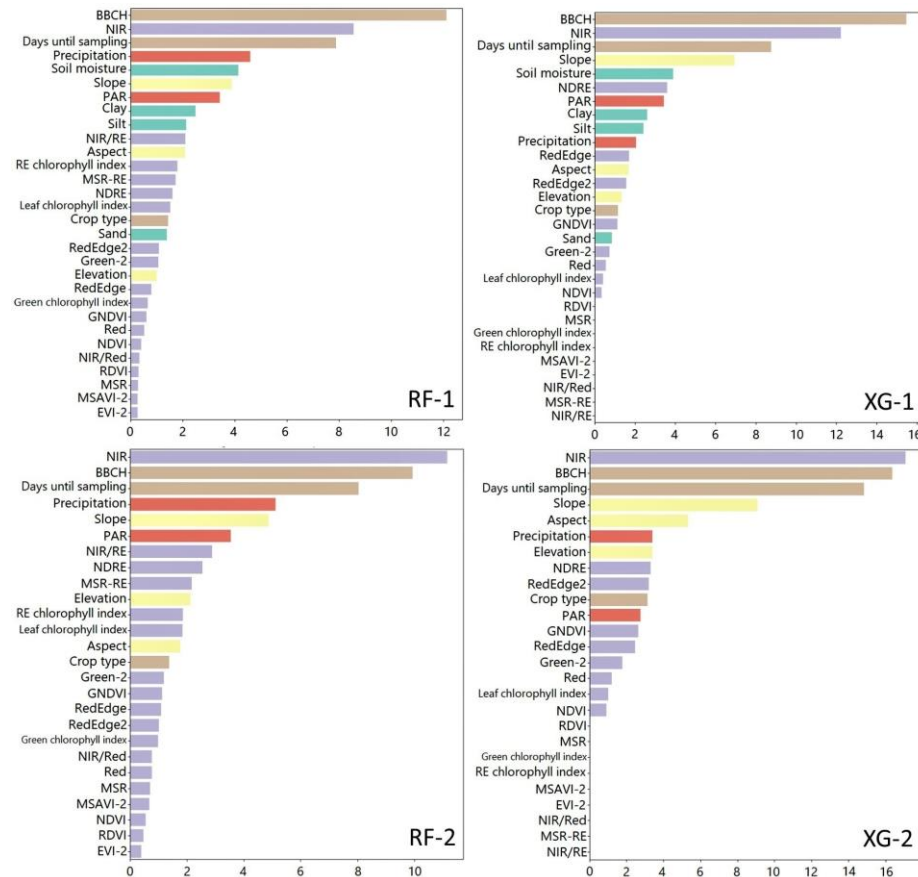 BBCH
NIR
Days until sampling
Precipitation
Soil moisture
Slope
PAR
Clay
Silt
NIR/RE
Aspect
RE chlorophyll index
MSR-RE
NDRE
Leaf chlorophyll index
Crop type
Sand
RedEdge2
Green-2
Elevation
RedEdge
Green chlorophyll index
GNDVI
Red
NDVI
NIR/Red
RDVI
MSR
MSAVI-2
EVI-2
RF-1
0 2 4 6 8 10 12
BBCH
NIR
Days until sampling
Slope
Soil moisture
NDRE
PAR
Clay
Silt
Precipitation
RedEdge
Aspect
RedEdge2
Elevation
Crop type
GNDVI
Sand
Green-2
Red
Leaf chlorophyll index
NDVI
RDVI
MSR
Green chlorophyll index
RE chlorophyll index
MSAVI-2
EVI-2
NIR/Red
MSR-RE
NIR/RE
XG-1
0 2 4 6 8 10 12 14 16
NIR
BBCH
Days until sampling
Precipitation
Slope
PAR
NIR/RE
NDRE
MSR-RE
Elevation
RE chlorophyll index
Leaf chlorophyll index
Aspect
Crop type
Green-2
GNDVI
RedEdge
RedEdge2
Green chlorophyll index
NIR/Red
Red
MSR
MSAVI-2
NDVI
RDVI
EVI-2
RF-2
0 2 4 6 8 10
NIR
BBCH
Days until sampling
Slope
Aspect
Precipitation
Elevation
NDRE
RedEdge2
Crop type
PAR
GNDVI
RedEdge
Green-2
Red
Leaf chlorophyll index
NDVI
RDVI
MSR
Green chlorophyll index
RE chlorophyll index
MSAVI-2
EVI-2
NIR/Red
MSR-RE
NIR/RE
XG-2
0 2 4 6 8 10 12 14 16